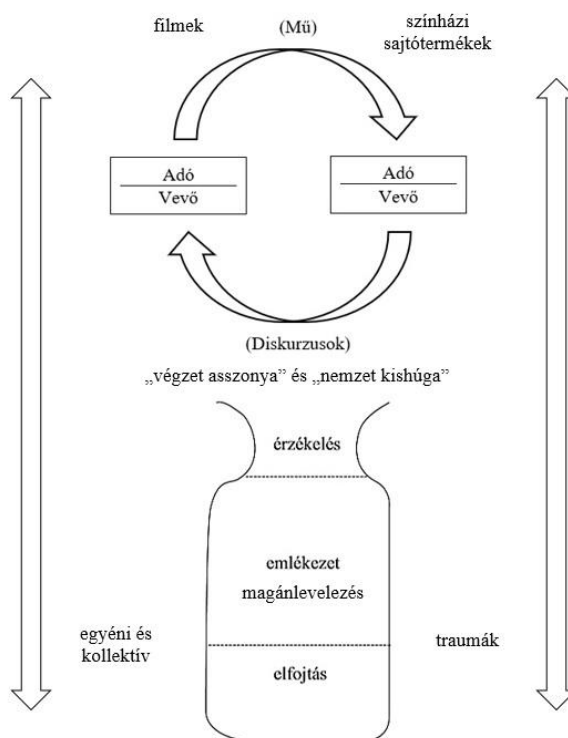 filmek
(Mű)
színházi
sajtótermékek
Adó
Vevő
Adó
Vevő
(Diskurzusok)
„végzet asszonya” és „nemzet kishúga”
érzékelés
emlékezet
magánlevelezés
egyéni és
kollektív
traumák
elfojtás